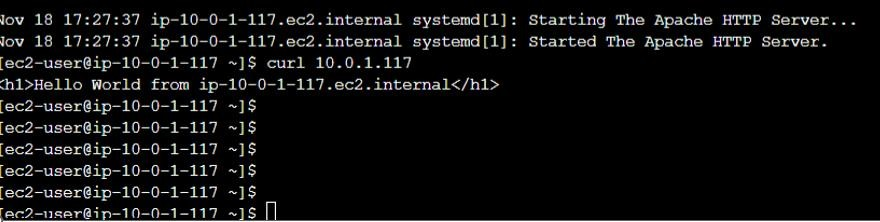 Nov 18 17:27:37 ip-10-0-1-117.ec2.internal systemd[1]: Starting The Apache HTTP Server...
Nov 18 17:27:37 ip-10-0-1-117.ec2.internal systemd[1]: Started The Apache HTTP Server.
[ec2-user@ip-10-0-1-117 ~]$ curl 10.0.1.117
<h1>Hello World from ip-10-0-1-117.ec2.internal</h1>
[ec2-user@ip-10-0-1-117 ~]$
[ec2-user@ip-10-0-1-117 ~]$
[ec2-user@ip-10-0-1-117 ~]$
[ec2-user@ip-10-0-1-117 ~]$
[ec2-user@ip-10-0-1-117 ~]$
[ec2-user@ip-10-0-1-117 ~]$